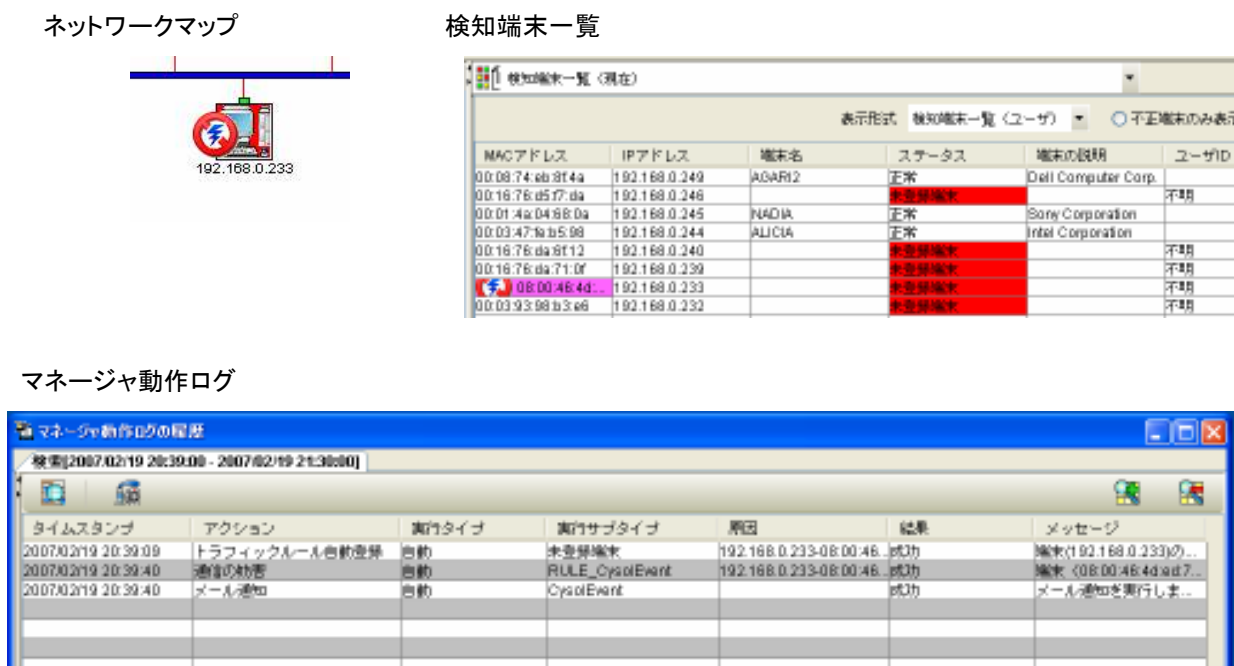 ネットワークマップ
検知端末一覧
192.168.0.233
検知端末一覧 (現在)
表示形式 検知端末一覧 (ユーザ) 不正端末のみ表示
MACアドレス IPアドレス 端末名 ステータス 端末の説明 ユーザID
00:08:74:eb:8f:4a 192.168.0.249 AGARI2 正常 Dell Computer Corp.
00:16:76:d5:f7:da 192.168.0.246 未登録端末 不明
00:01:4a:04:68:0a 192.168.0.245 NADIA 正常 Sony Corporation
00:03:47:fe:b5:98 192.168.0.244 ALICIA 正常 Intel Corporation
00:16:76:da:6f:12 192.168.0.240 未登録端末 不明
00:16:76:da:71:0f 192.168.0.239 未登録端末 不明
08:00:46:4d:... 192.168.0.233 未登録端末 不明
00:03:93:98:b3:e6 192.168.0.232 未登録端末 不明
マネージャ動作ログ
マネージャ動作ログの履歴
検索[2007/02/19 20:39:00 - 2007/02/19 21:30:00]
タイムスタンプ アクション 実行タイプ 実行サブタイプ 原因 結果 メッセージ
2007/02/19 20:39:09 トラフィックルール自動登録 自動 未登録端末 192.168.0.233-08:00:46... 成功 端末(192.168.0.233)の...
2007/02/19 20:39:40 通信の妨害 自動 RULE_CysolEvent 192.168.0.233-08:00:46... 成功 端末 (08:00:46:4d:ad:7...
2007/02/19 20:39:40 メール通知 自動 CysolEvent 成功 メール通知を実行しま...